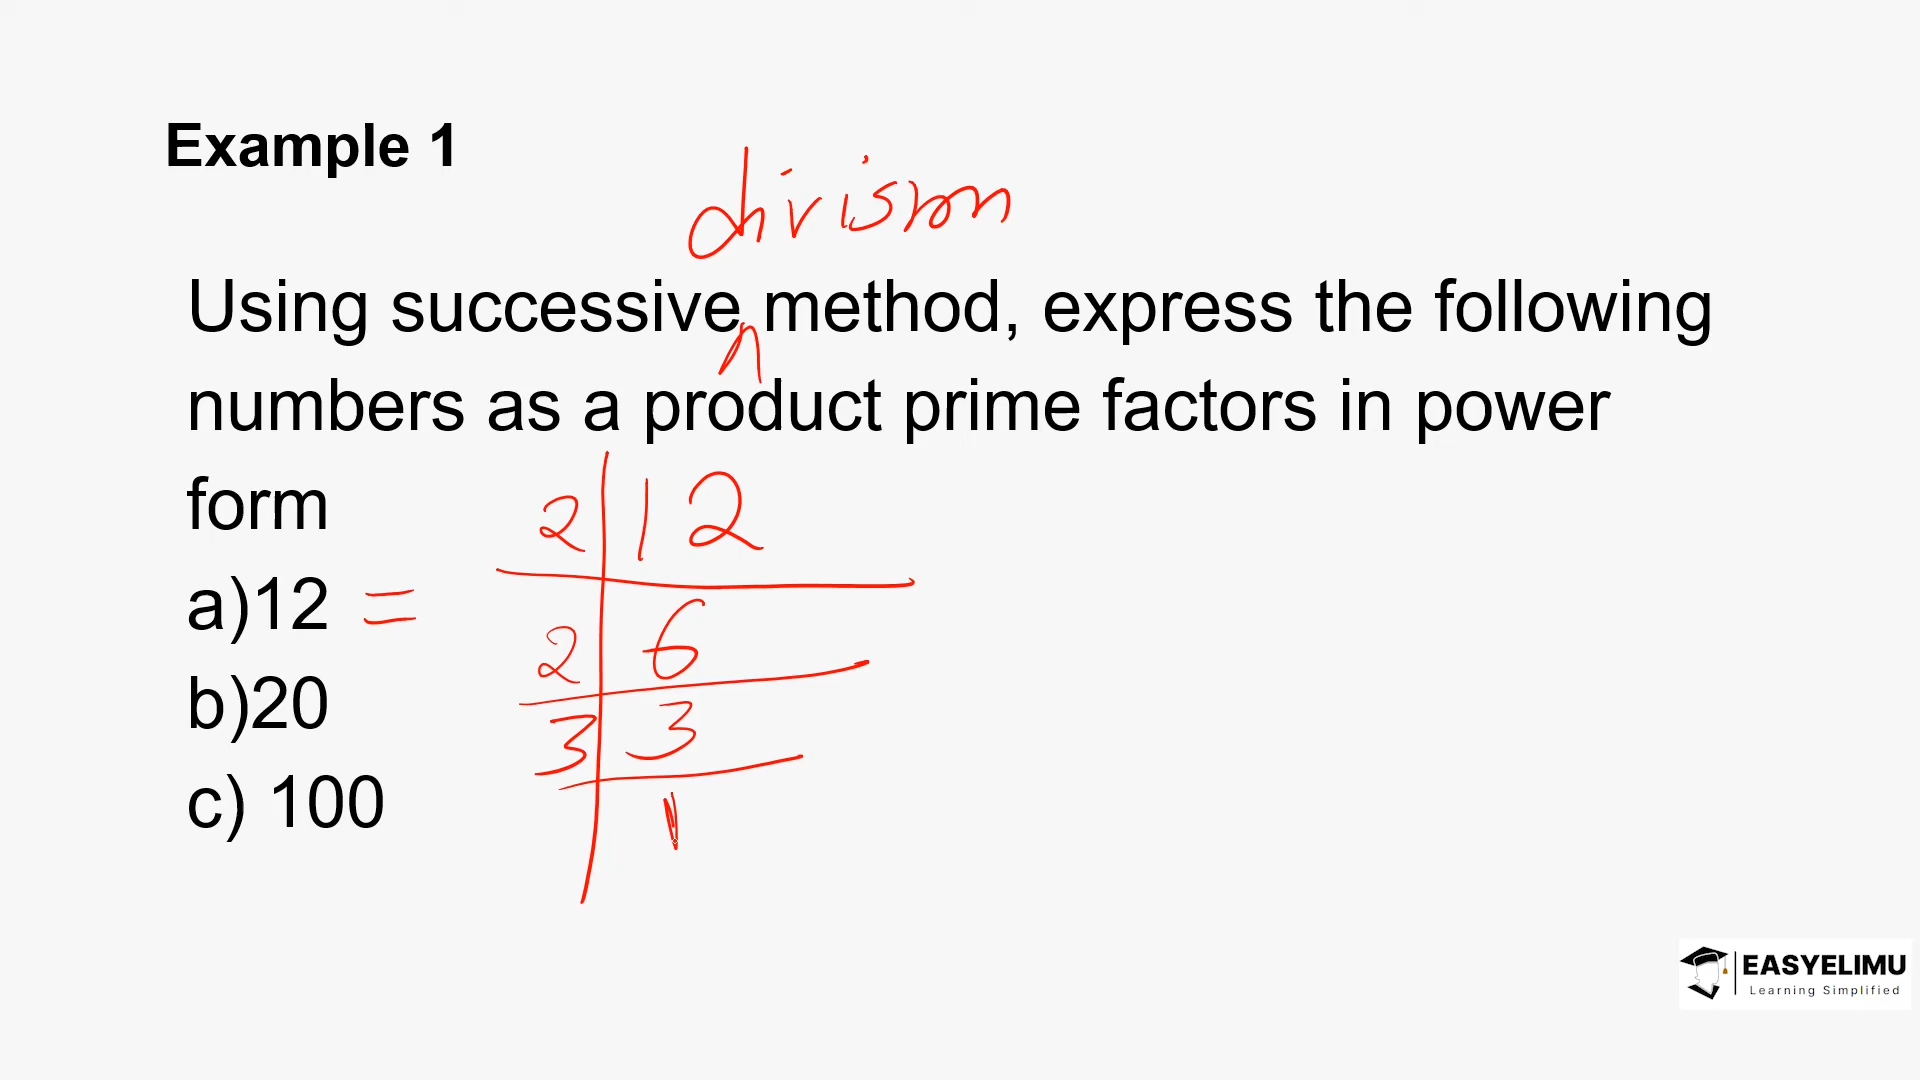 Example 1
division
Using successive method, express the following
numbers as a product prime factors in power
form
a)12 =
b)20
c) 100
2 12
2 6
3 3
1
EASYELIMU
Learning Simplified